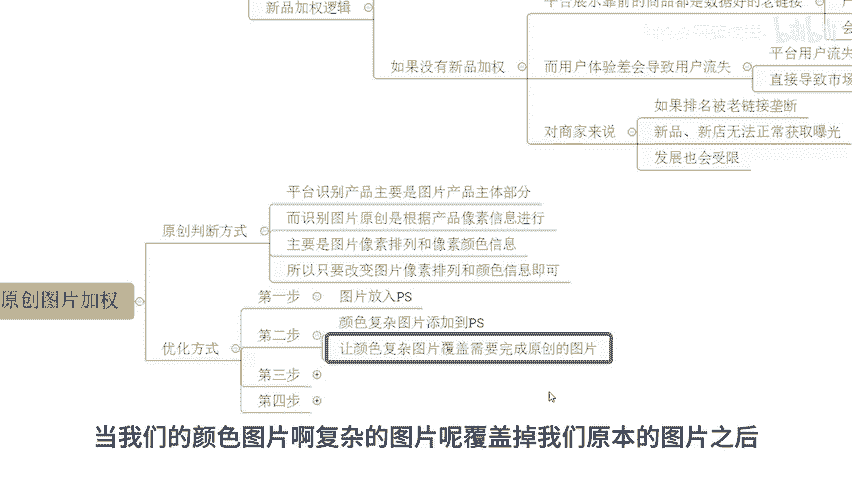 新品加权逻辑
平台展示靠前的商品都是数据好的老链接
如果没有新品加权
而用户体验差会导致用户流失
平台用户流失
直接导致市场
对商家来说
如果排名被老链接垄断
新品、新店无法正常获取曝光
发展也会受限
原创图片加权
原创判断方式
平台识别产品主要是图片产品主体部分
而识别图片原创是根据产品像素信息进行
主要是图片像素排列和像素颜色信息
所以只要改变图片像素排列和颜色信息即可
优化方式
第一步
图片放入PS
第二步
颜色复杂图片添加到PS
让颜色复杂图片覆盖需要完成原创的图片
第三步
第四步
当我们的颜色图片啊复杂的图片呢覆盖掉我们原本的图片之后
bilibili